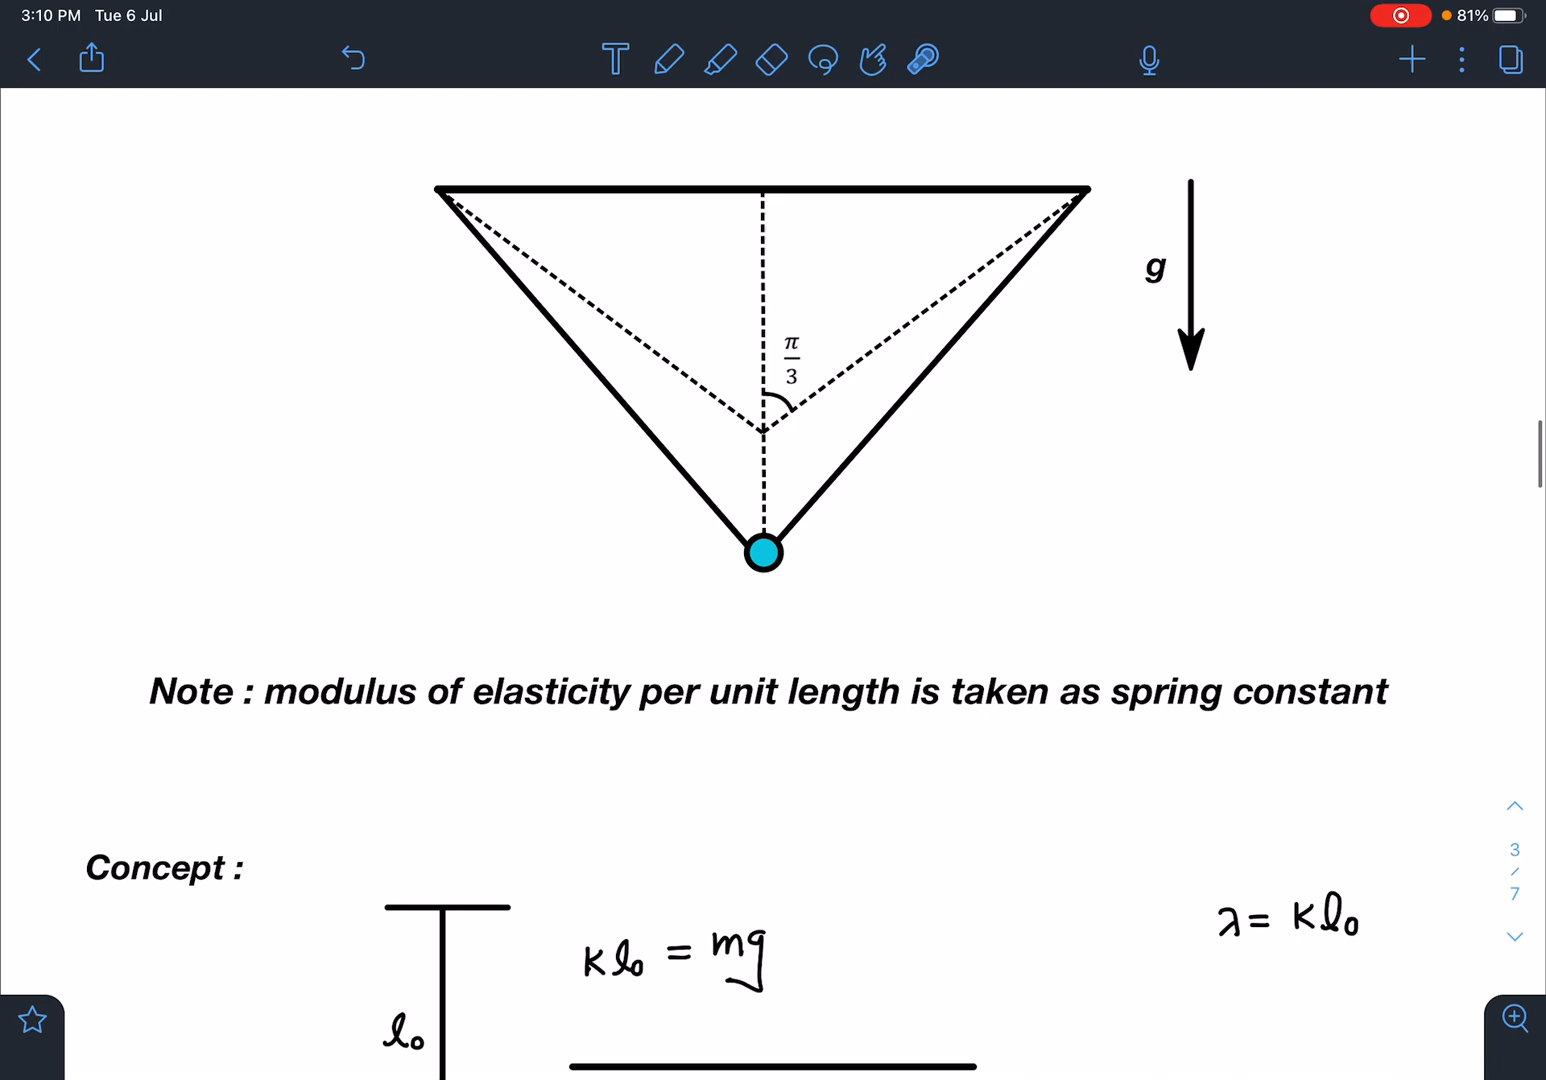 3:10 PM Tue 6 Jul
81%
T
g
π
3
Note : modulus of elasticity per unit length is taken as spring constant
Concept :
λ = kl₀
kl₀ = mg
l₀
3
/
7